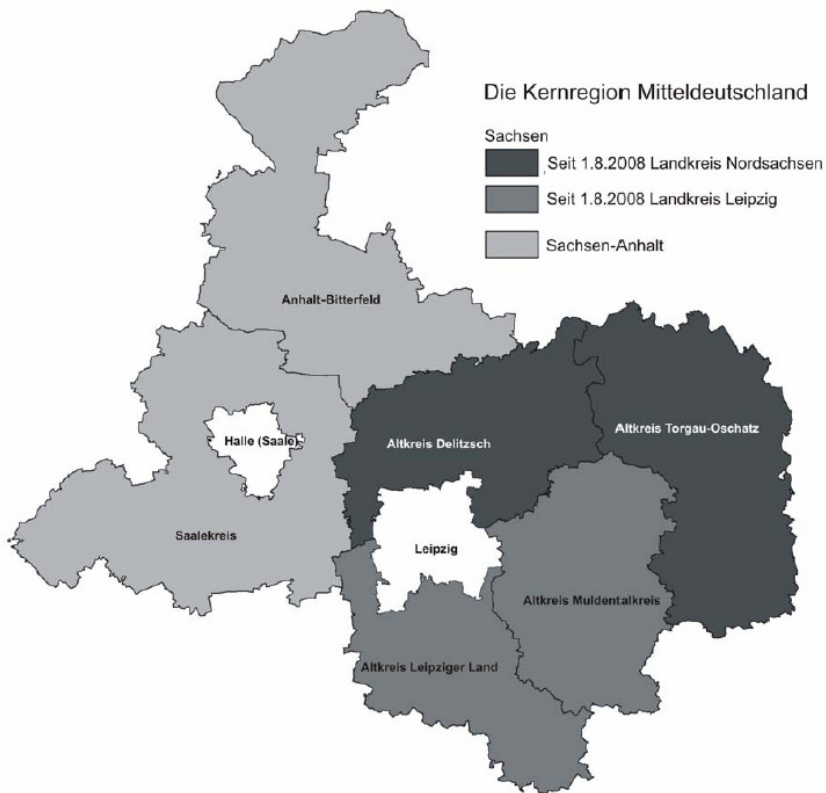 Die Kernregion Mitteldeutschland
Sachsen
Seit 1.8.2008 Landkreis Nordsachsen
Seit 1.8.2008 Landkreis Leipzig
Sachsen-Anhalt
Anhalt-Bitterfeld
Altkreis Torgau-Oschatz
Halle (Saale)
Altkreis Delitzsch
Saalekreis
Leipzig
Altkreis Muldentalkreis
Altkreis Leipziger Land